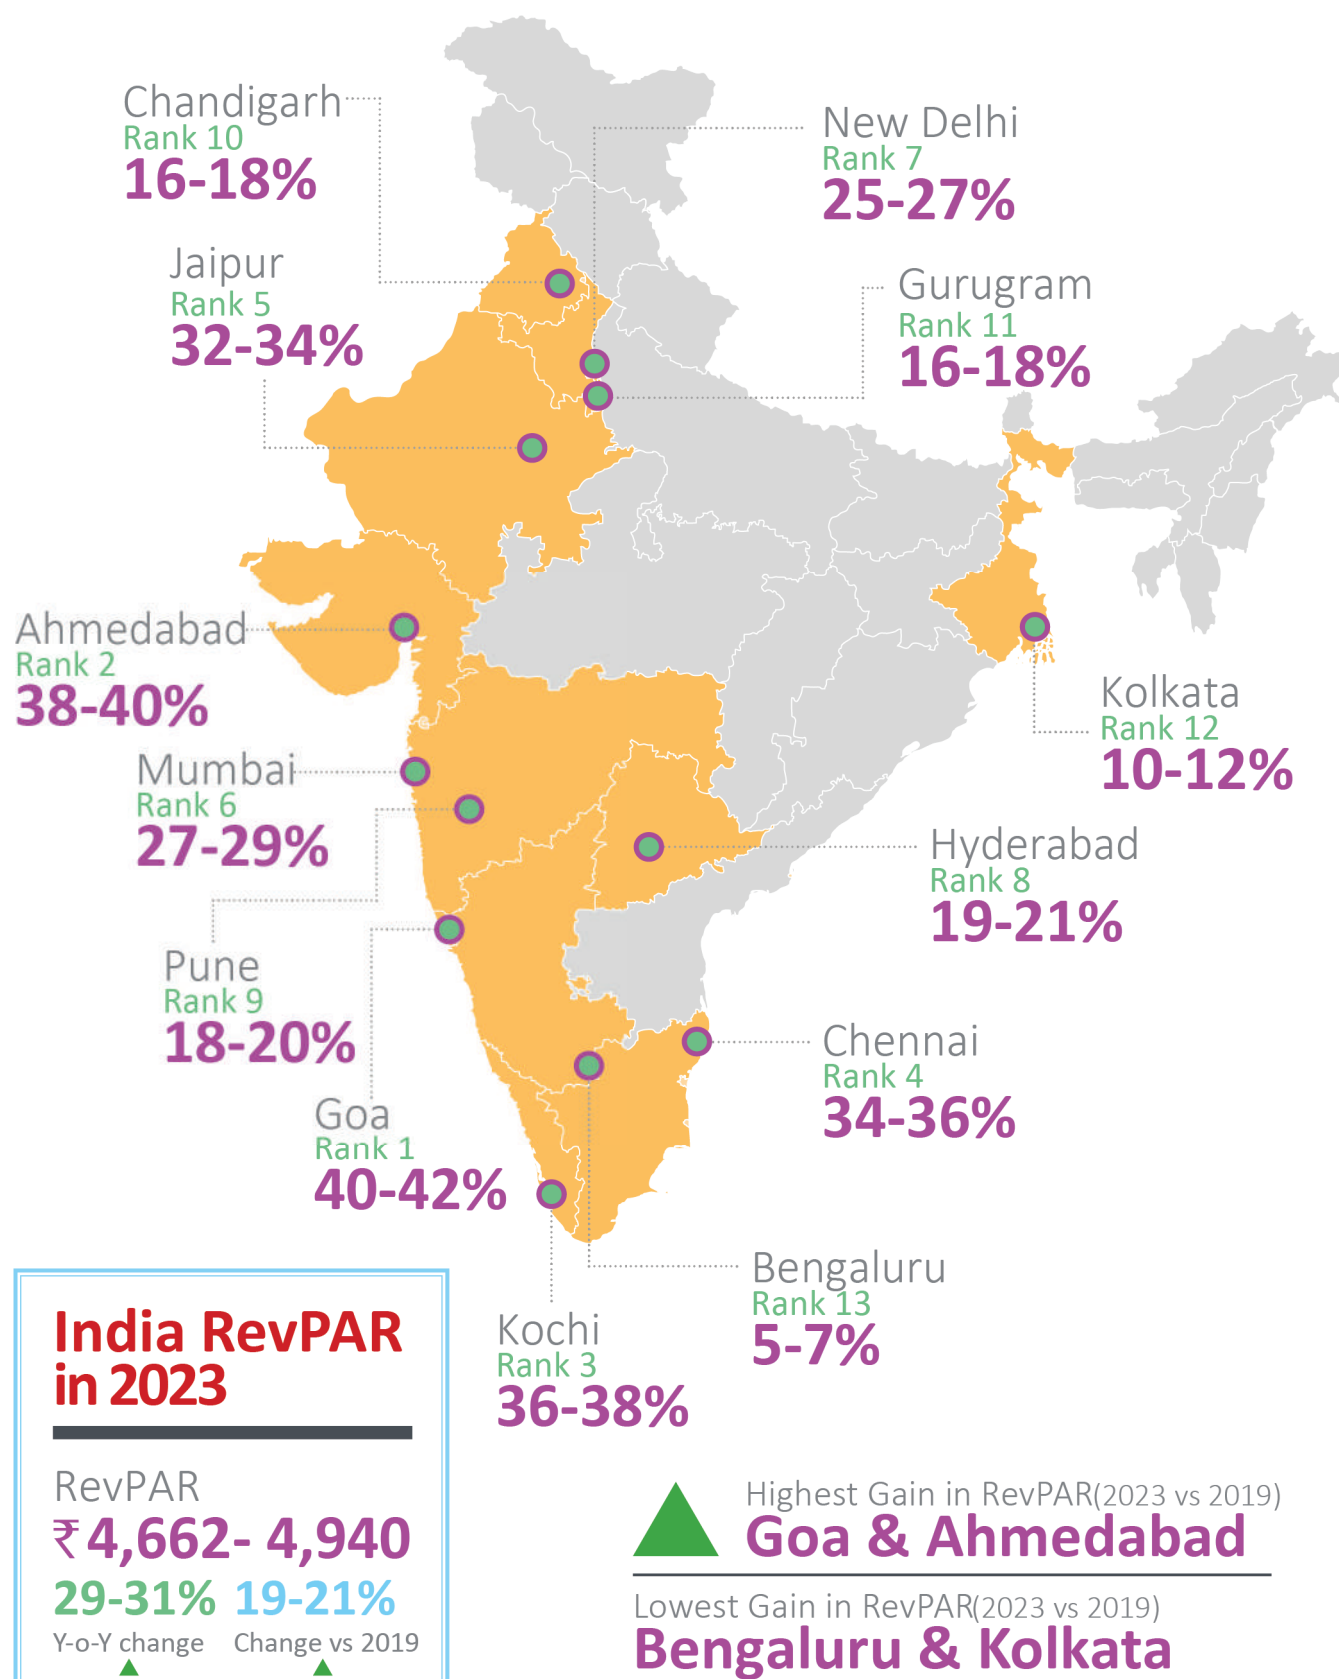 Chandigarh
Rank 10
16-18%
New Delhi
Rank 7
25-27%
Jaipur
Rank 5
32-34%
Gurugram
Rank 11
16-18%
Ahmedabad
Rank 2
38-40%
Kolkata
Rank 12
10-12%
Mumbai
Rank 6
27-29%
Hyderabad
Rank 8
19-21%
Pune
Rank 9
18-20%
Chennai
Rank 4
34-36%
Goa
Rank 1
40-42%
Bengaluru
Rank 13
5-7%
Kochi
Rank 3
36-38%
India RevPAR
in 2023
RevPAR
₹4,662- 4,940
29-31% 19-21%
Y-o-Y change Change vs 2019
Highest Gain in RevPAR(2023 vs 2019)
Goa & Ahmedabad
Lowest Gain in RevPAR(2023 vs 2019)
Bengaluru & Kolkata